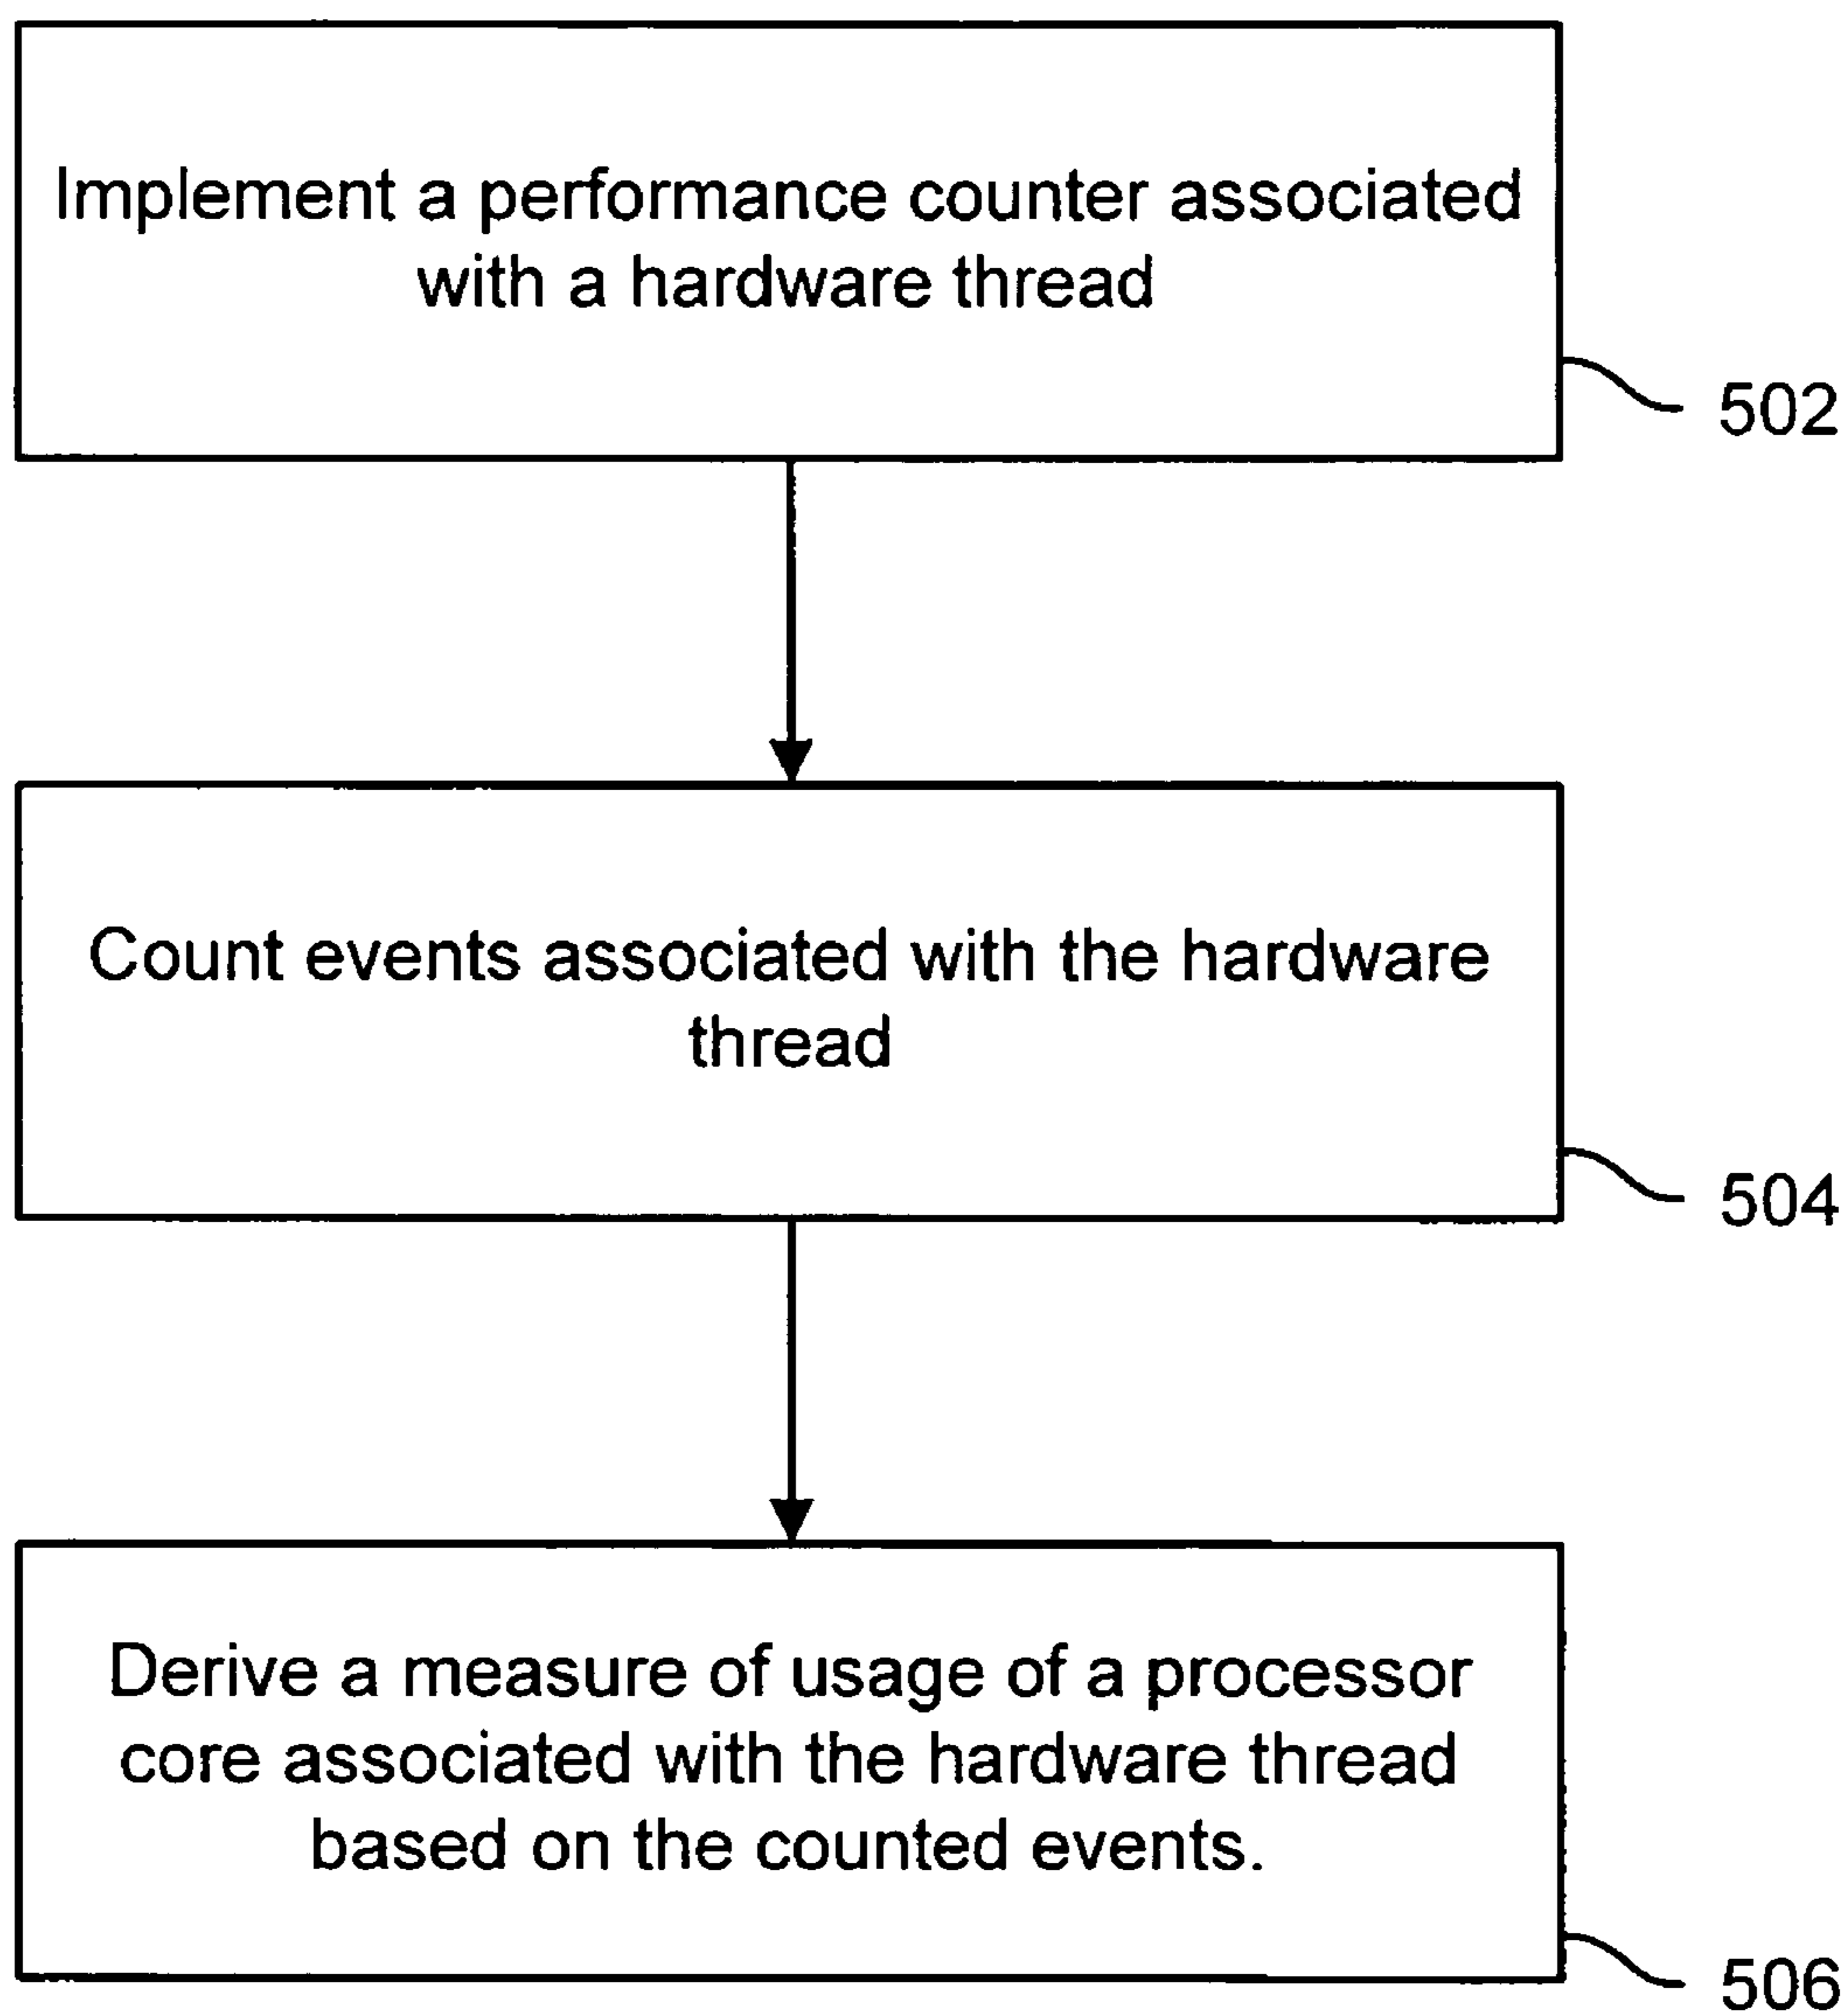 Implement a performance counter associated
with a hardware thread
502
Count events associated with the hardware
thread
504
Derive a measure of usage of a processor
core associated with the hardware thread
based on the counted events.
506